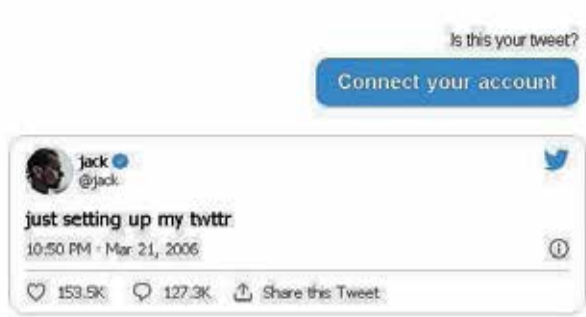 Is this your tweet?
Connect your account
jack
@jack
just setting up my twttr
10:50 PM · Mar 21, 2006
153.5K 127.3K Share this Tweet